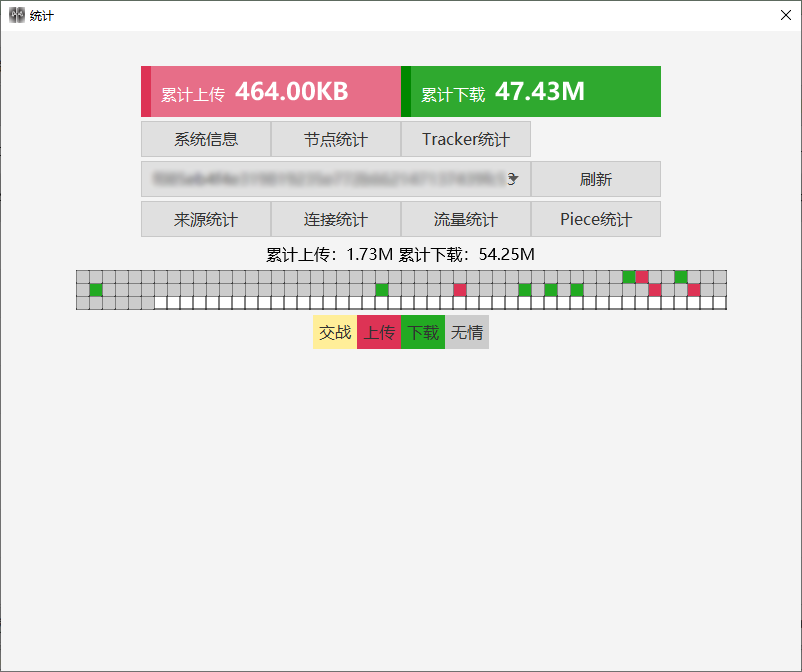 统计
累计上传 464.00KB 累计下载 47.43M
系统信息 节点统计 Tracker统计
3 刷新
来源统计 连接统计 流量统计 Piece统计
累计上传：1.73M 累计下载：54.25M
交战 上传 下载 无情